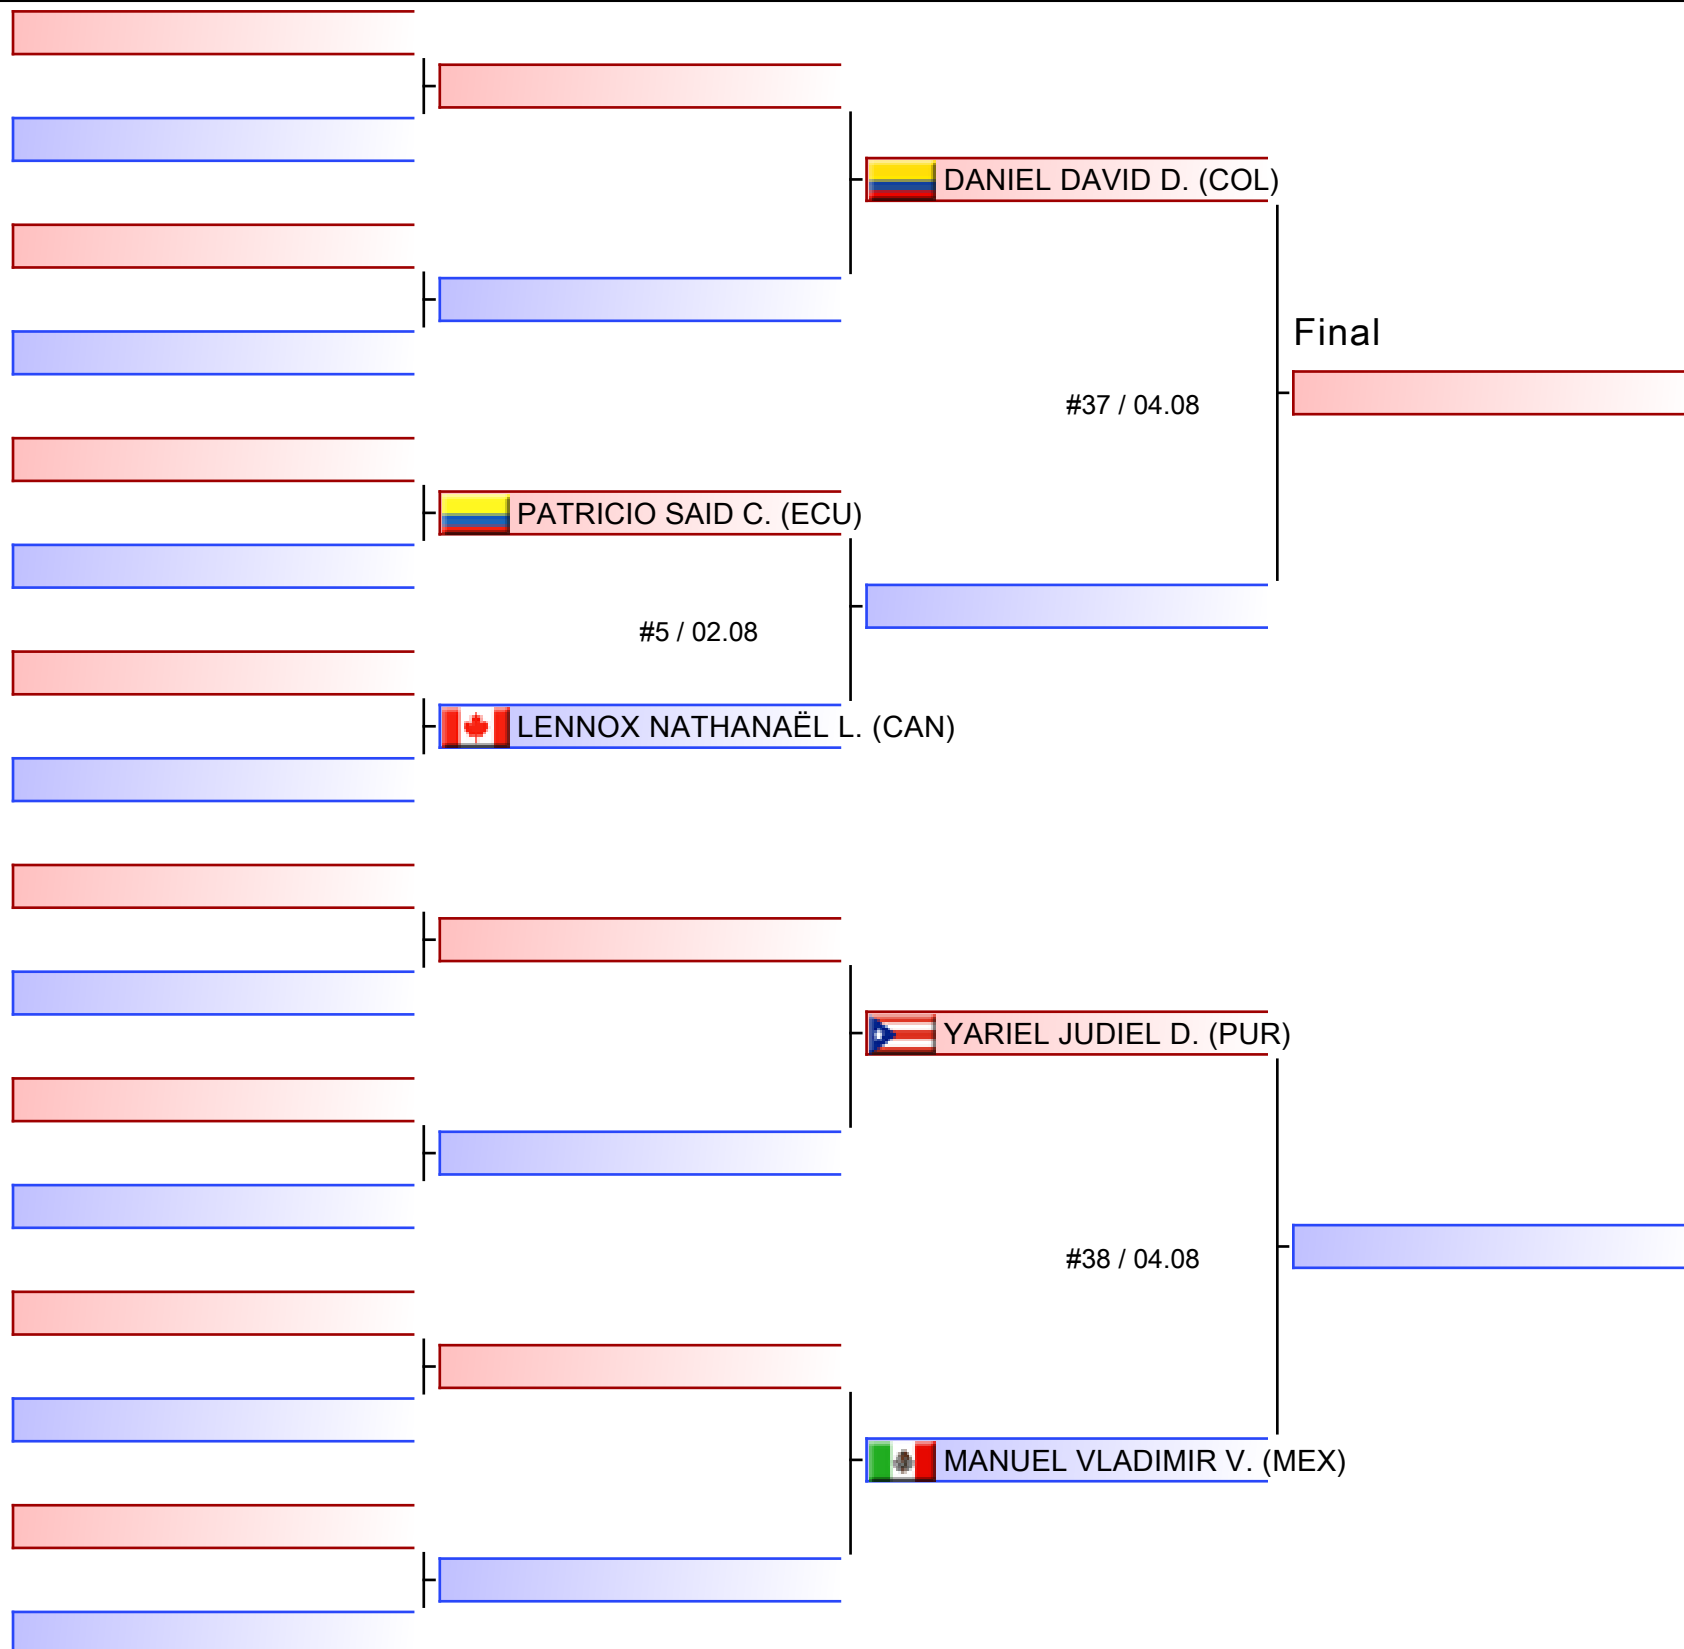 DANIEL DAVID D. (COL)
Final
#37 / 04.08
PATRICIO SAID C. (ECU)
#5 / 02.08
LENNOX NATHANAËL L. (CAN)
YARIEL JUDIEL D. (PUR)
#38 / 04.08
MANUEL VLADIMIR V. (MEX)